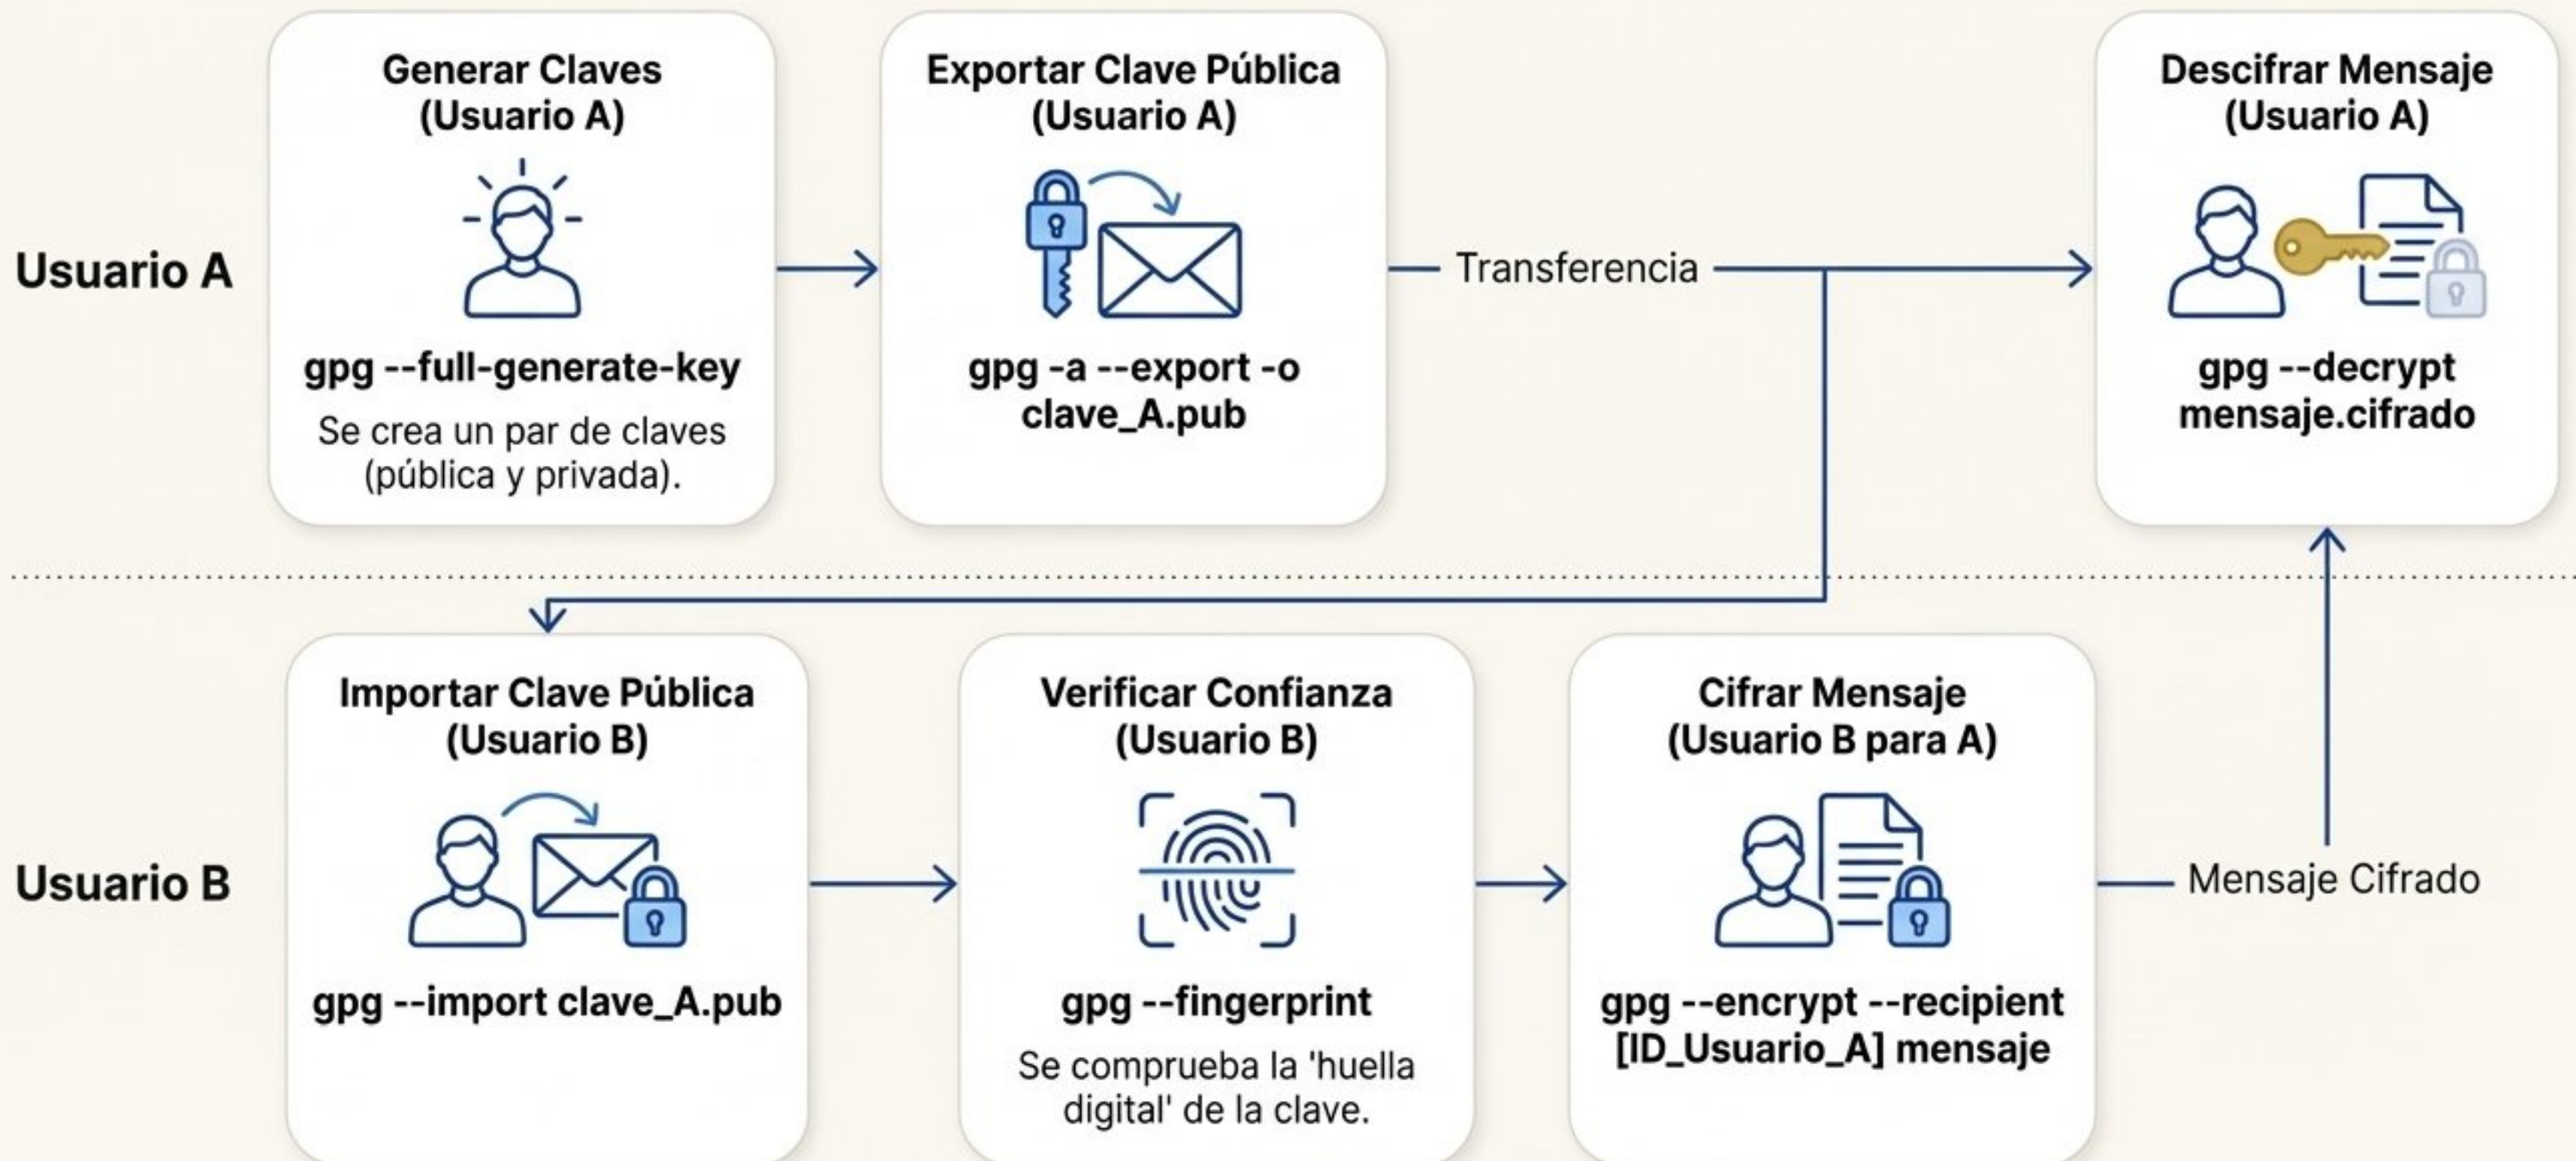 Usuario A
Generar Claves
(Usuario A)
gpg --full-generate-key
Se crea un par de claves
(pública y privada).
Exportar Clave Pública
(Usuario A)
gpg -a --export -o
clave_A.pub
Transferencia
Descifrar Mensaje
(Usuario A)
gpg --decrypt
mensaje.cifrado
Usuario B
Importar Clave Pública
(Usuario B)
gpg --import clave_A.pub
Verificar Confianza
(Usuario B)
gpg --fingerprint
Se comprueba la 'huella
digital' de la clave.
Cifrar Mensaje
(Usuario B para A)
gpg --encrypt --recipient
[ID_Usuario_A] mensaje
Mensaje Cifrado